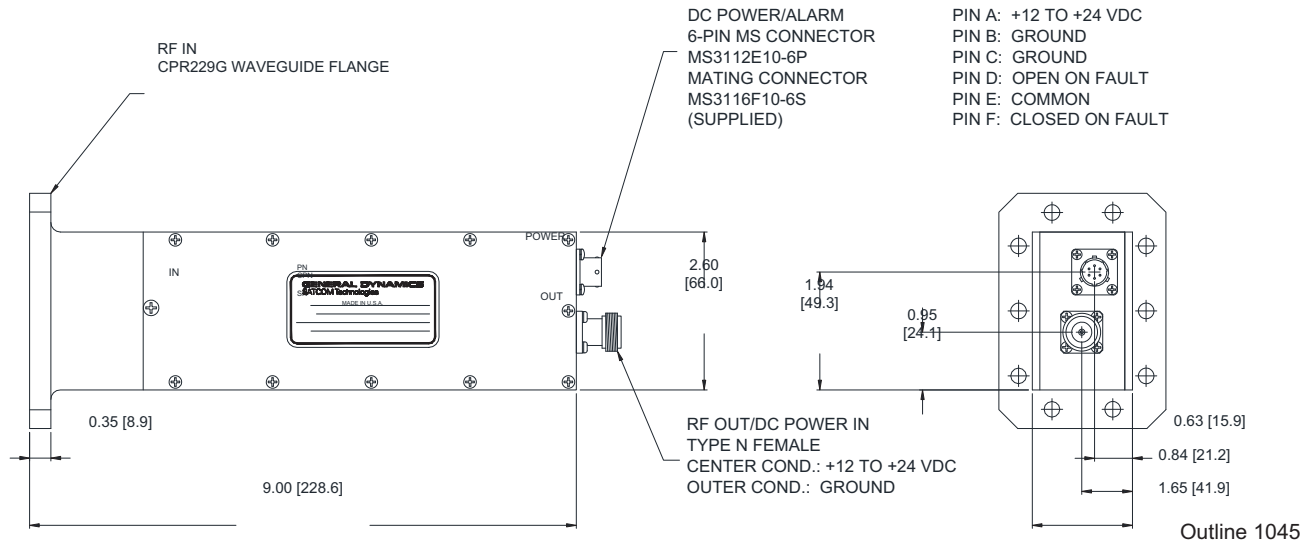 RF IN
CPR229G WAVEGUIDE FLANGE
DC POWER/ALARM
6-PIN MS CONNECTOR
MS3112E10-6P
MATING CONNECTOR
MS3116F10-6S
(SUPPLIED)
PIN A: +12 TO +24 VDC
PIN B: GROUND
PIN C: GROUND
PIN D: OPEN ON FAULT
PIN E: COMMON
PIN F: CLOSED ON FAULT
POWER
IN
OUT
PN
GENERAL DYNAMICS
SATCOM Technologies
MADE IN U.S.A.
2.60
[66.0]
1.94
[49.3]
0.95
[24.1]
0.35 [8.9]
9.00 [228.6]
RF OUT/DC POWER IN
TYPE N FEMALE
CENTER COND.: +12 TO +24 VDC
OUTER COND.: GROUND
0.63 [15.9]
0.84 [21.2]
1.65 [41.9]
Outline 1045